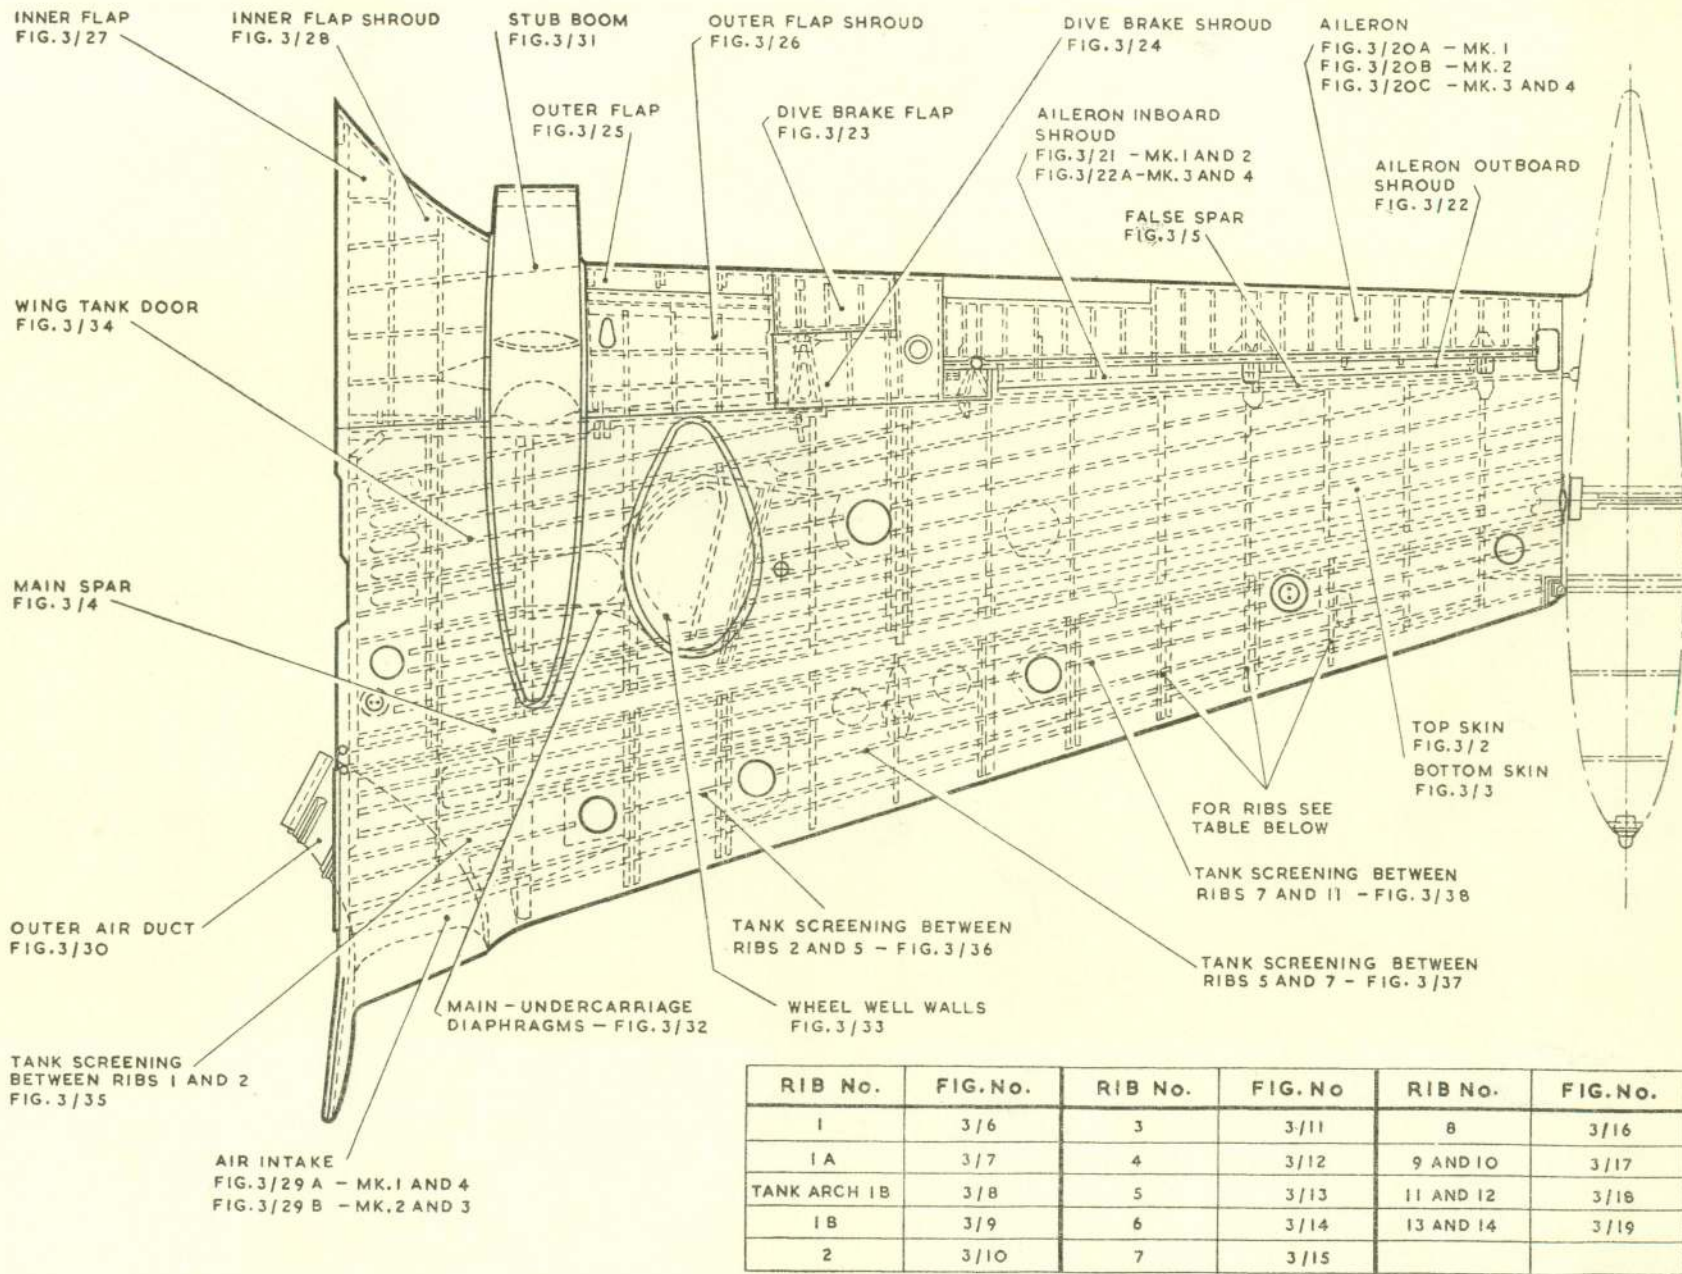 INNER FLAP
FIG. 3/27
INNER FLAP SHROUD
FIG. 3/28
STUB BOOM
FIG. 3/31
OUTER FLAP SHROUD
FIG. 3/26
DIVE BRAKE SHROUD
FIG. 3/24
AILERON
FIG. 3/20A - MK. 1
FIG. 3/20B - MK. 2
FIG. 3/20C - MK. 3 AND 4
OUTER FLAP
FIG. 3/25
DIVE BRAKE FLAP
FIG. 3/23
AILERON INBOARD
SHROUD
FIG. 3/21 - MK. 1 AND 2
FIG. 3/22A - MK. 3 AND 4
AILERON OUTBOARD
SHROUD
FIG. 3/22
FALSE SPAR
FIG. 3/5
WING TANK DOOR
FIG. 3/34
MAIN SPAR
FIG. 3/4
TOP SKIN
FIG. 3/2
BOTTOM SKIN
FIG. 3/3
FOR RIBS SEE
TABLE BELOW
TANK SCREENING BETWEEN
RIBS 7 AND 11 - FIG. 3/38
OUTER AIR DUCT
FIG. 3/30
TANK SCREENING BETWEEN
RIBS 2 AND 5 - FIG. 3/36
TANK SCREENING BETWEEN
RIBS 5 AND 7 - FIG. 3/37
MAIN-UNDERCARRIAGE
DIAPHRAGMS - FIG. 3/32
WHEEL WELL WALLS
FIG. 3/33
TANK SCREENING
BETWEEN RIBS 1 AND 2
FIG. 3/35
AIR INTAKE
FIG. 3/29 A - MK. 1 AND 4
FIG. 3/29 B - MK. 2 AND 3
RIB No. FIG. No. RIB No. FIG. No RIB No. FIG. No.
1 3/6 3 3/11 8 3/16
1 A 3/7 4 3/12 9 AND 10 3/17
TANK ARCH 1B 3/8 5 3/13 11 AND 12 3/18
1 B 3/9 6 3/14 13 AND 14 3/19
2 3/10 7 3/15